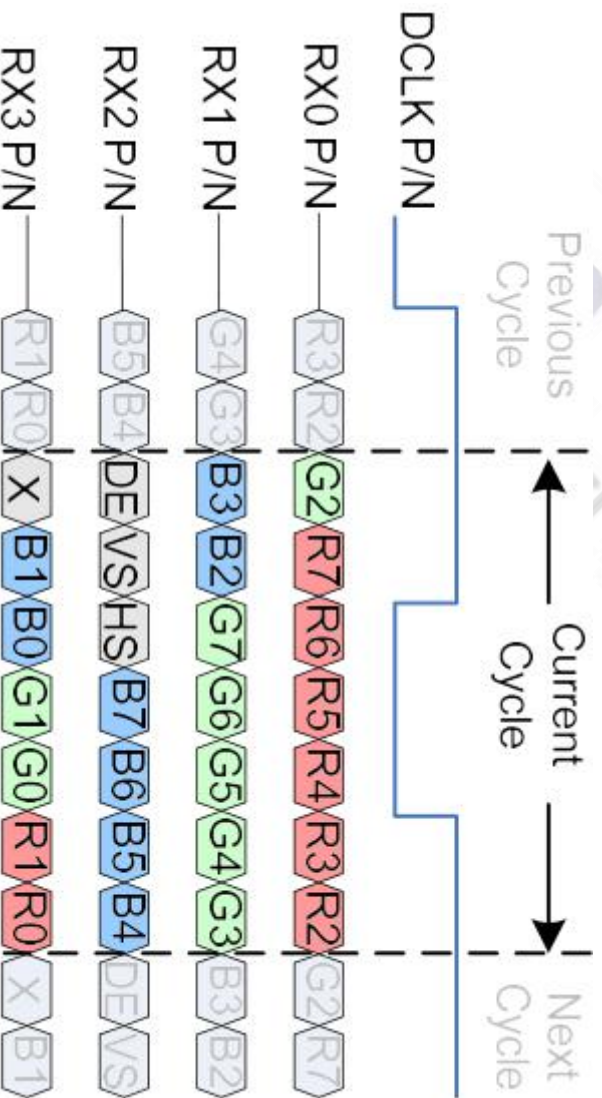 Previous Cycle Current Cycle Next Cycle
DCLK P/N
RX0 P/N R3 R2 G2 R7 R6 R5 R4 R3 R2 G2 R7
RX1 P/N G4 G3 B3 B2 G7 G6 G5 G4 G3 B3 B2
RX2 P/N B5 B4 DE VS HS B7 B6 B5 B4 DE VS
RX3 P/N R1 R0 X B1 B0 G1 G0 R1 R0 X B1